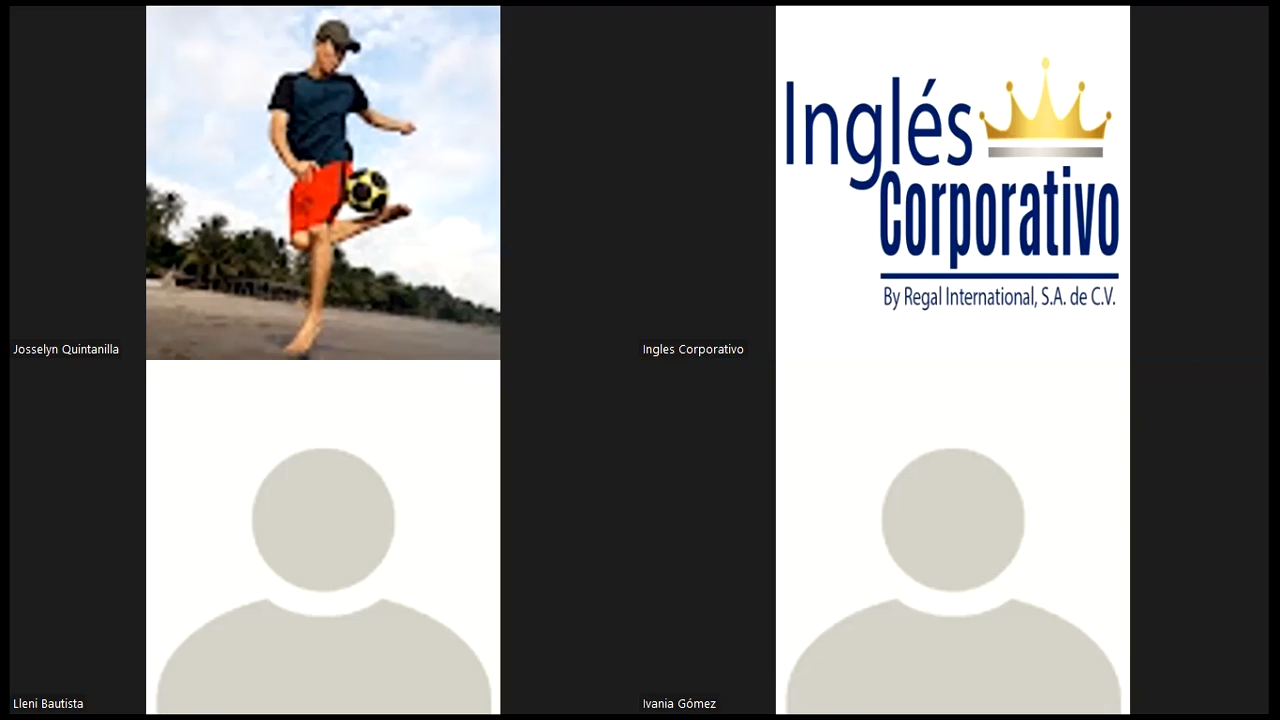 Inglés
Corporativo
By Regal International, S.A. de C.V.
Josselyn Quintanilla
Ingles Corporativo
Lleni Bautista
Ivania Gómez